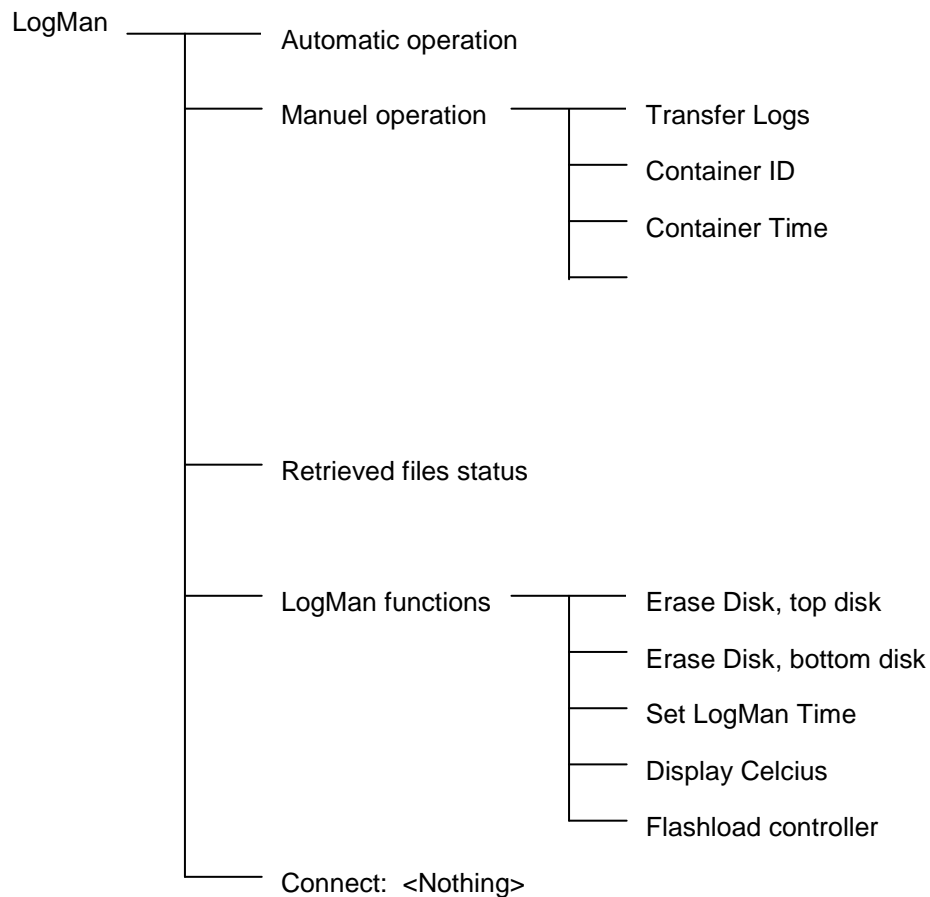 LogMan
Automatic operation
Manuel operation
Transfer Logs
Container ID
Container Time
Retrieved files status
LogMan functions
Erase Disk, top disk
Erase Disk, bottom disk
Set LogMan Time
Display Celcius
Flashload controller
Connect: <Nothing>